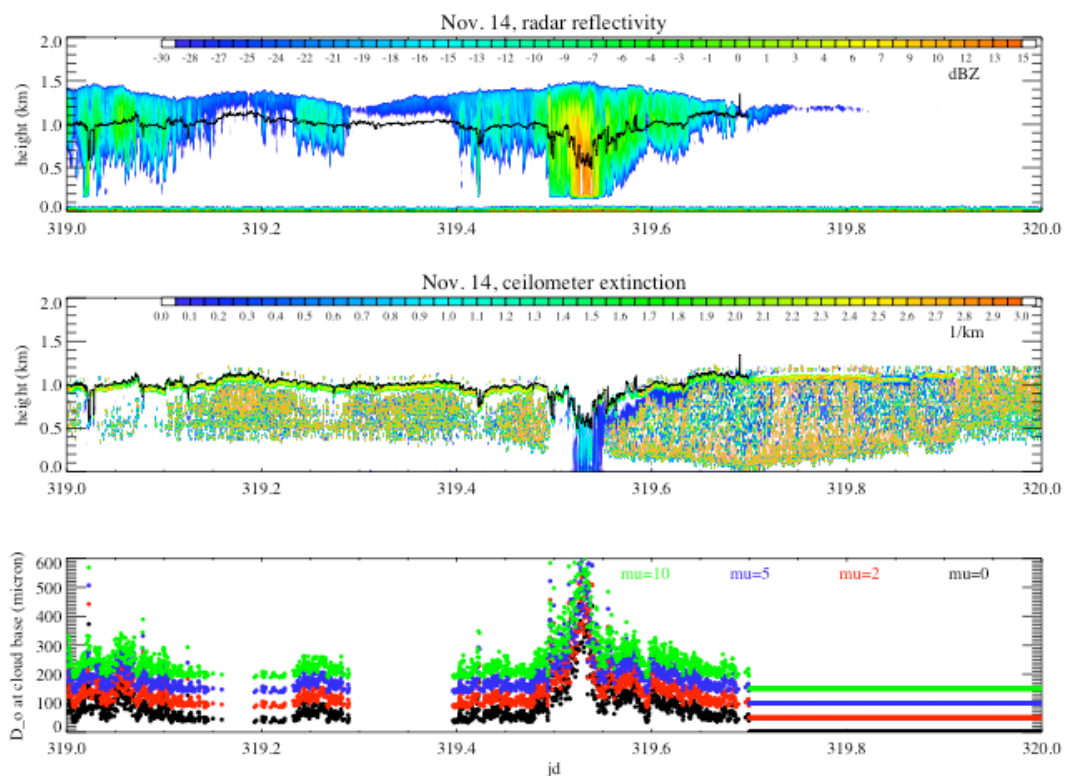 Nov. 14, radar reflectivity
2.0
-30 -28 -27 -25 -24 -22 -21 -19 -18 -16 -15 -13 -12 -10 -9 -7 -6 -4 -3 -1 0 1 3 4 6 7 9 10 12 13 15
dBZ
1.5
height (km)
1.0
0.5
0.0
319.0 319.2 319.4 319.6 319.8 320.0
Nov. 14, ceilometer extinction
2.0
0.0 0.1 0.2 0.3 0.4 0.5 0.6 0.7 0.8 0.9 1.0 1.1 1.2 1.3 1.4 1.5 1.6 1.7 1.8 1.9 2.0 2.1 2.2 2.3 2.4 2.5 2.6 2.7 2.8 2.9 3.0
1/km
1.5
height (km)
1.0
0.5
0.0
319.0 319.2 319.4 319.6 319.8 320.0
D_o at cloud base (micron)
600
mu=10 mu=5 mu=2 mu=0
500
400
300
200
100
0
319.0 319.2 319.4 319.6 319.8 320.0
jd